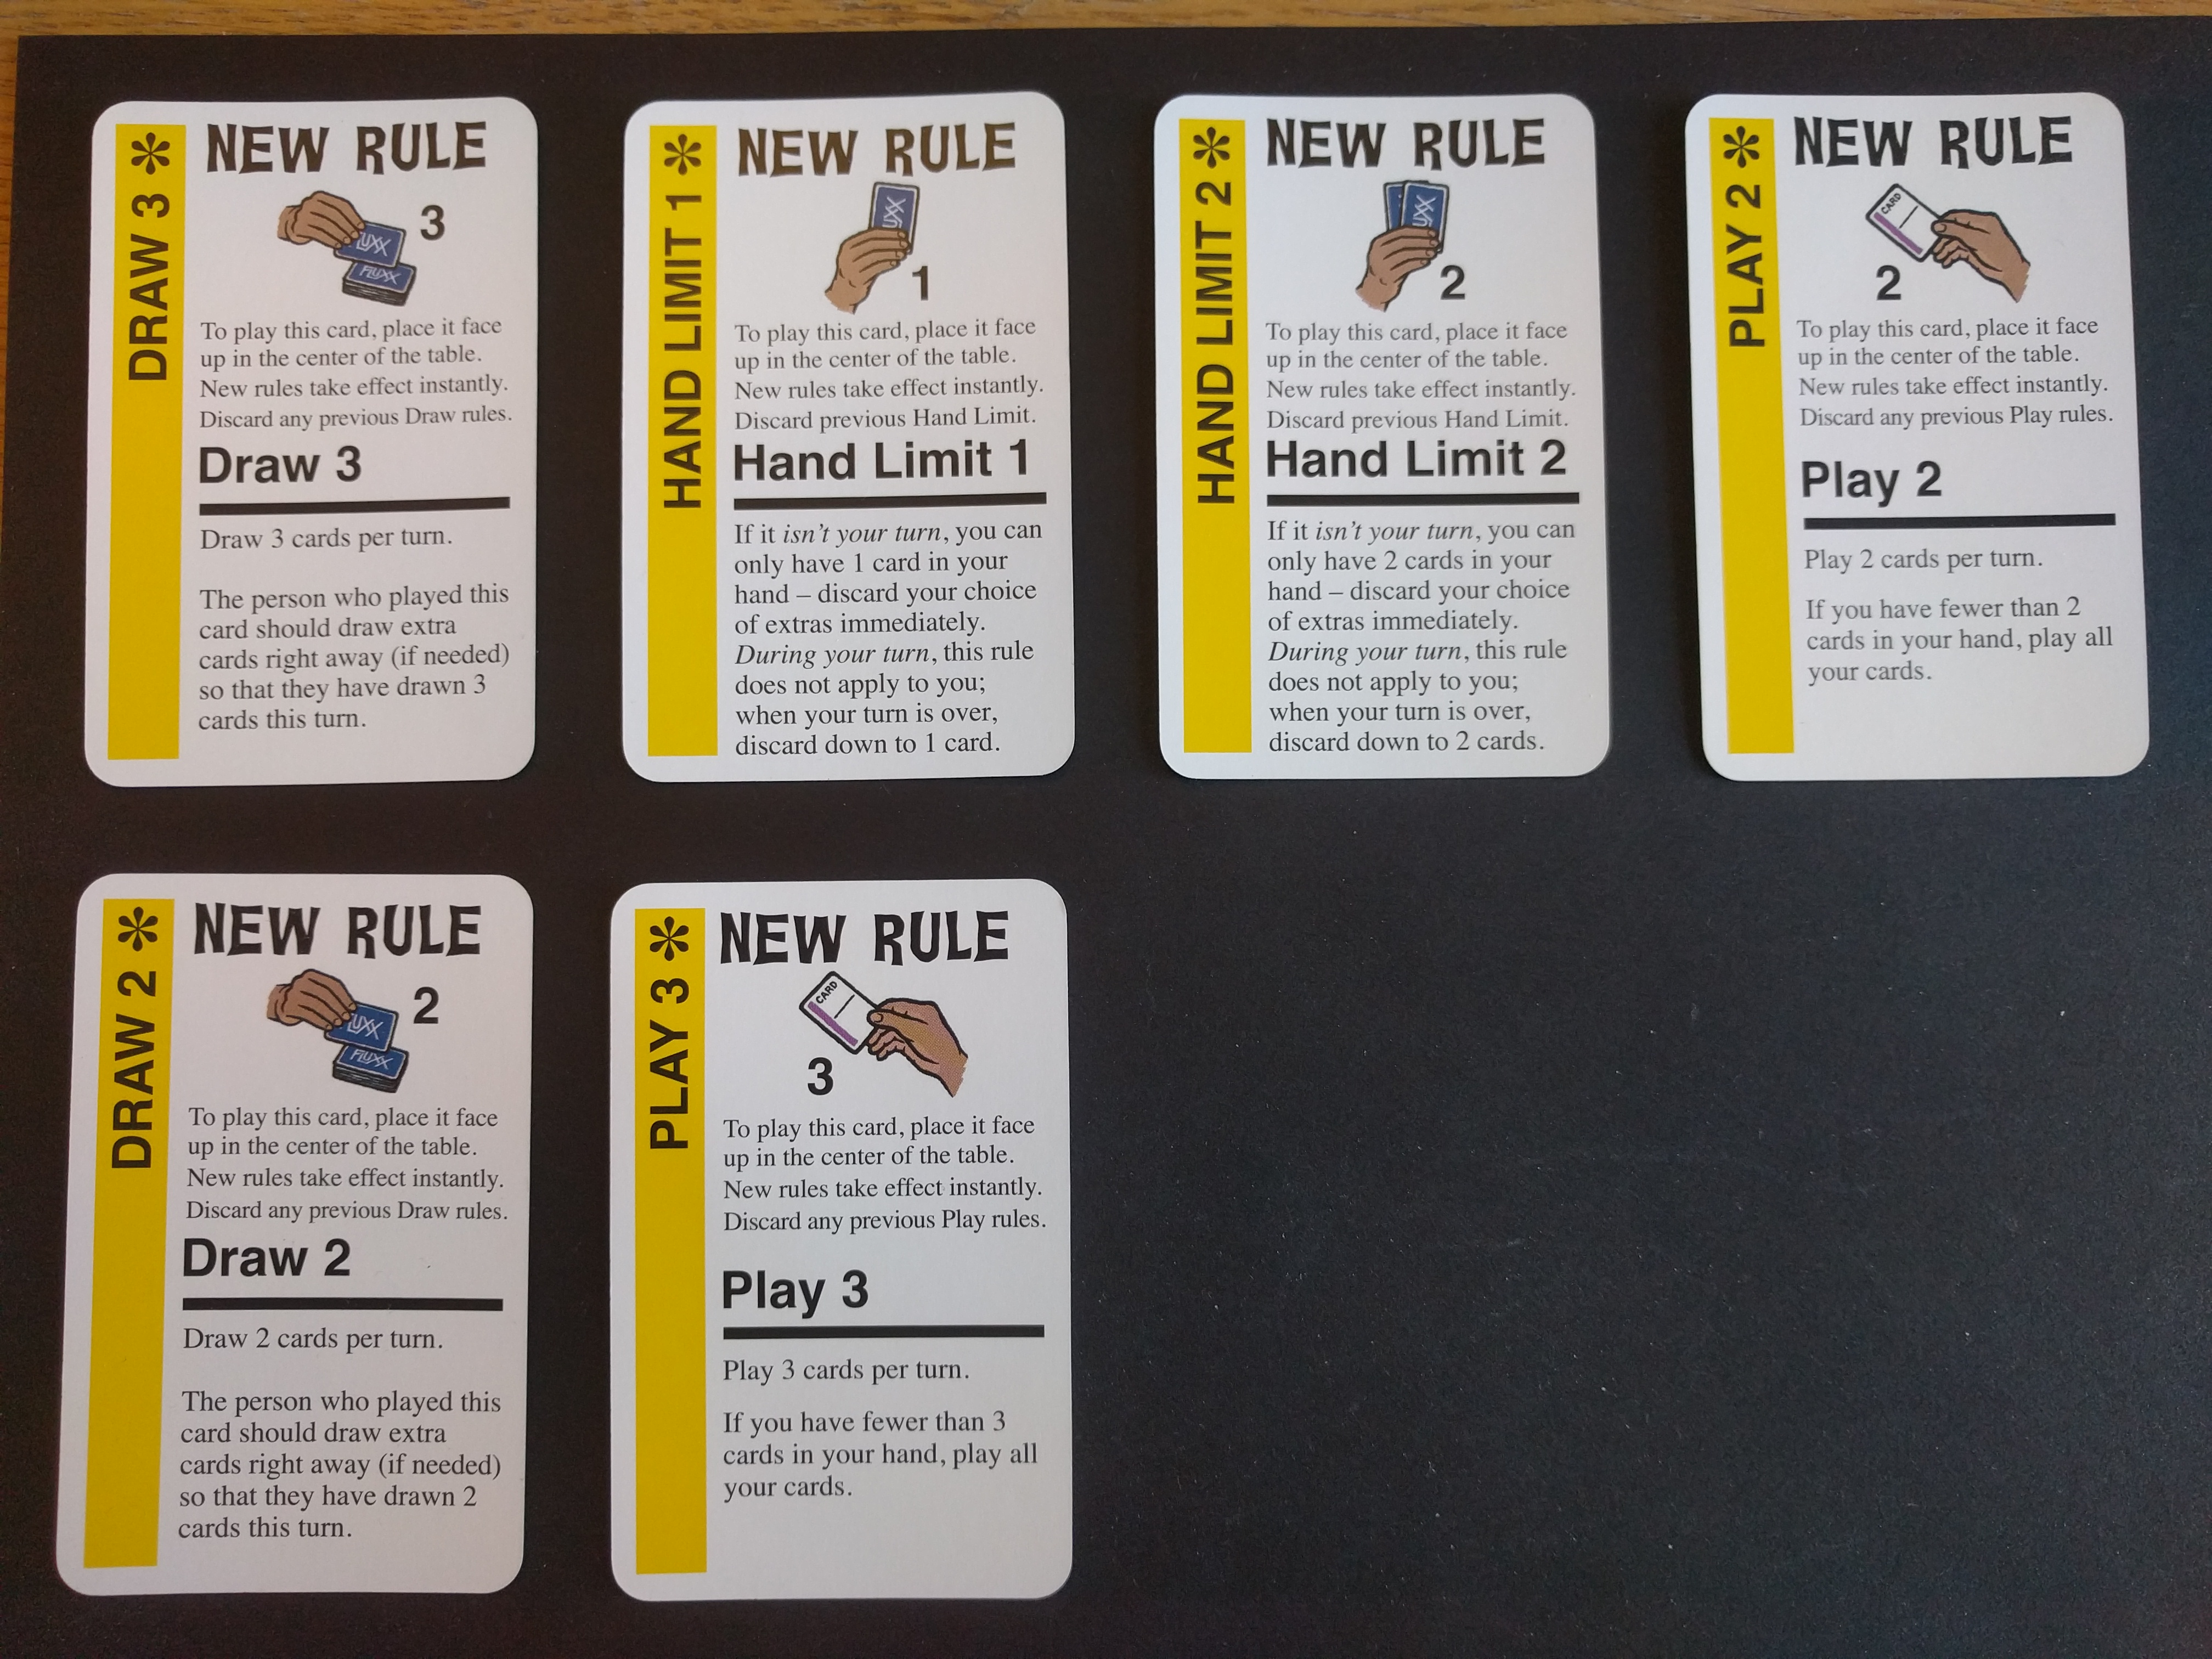 DRAW 3 *
NEW RULE
3
LUXX
FLUXX
To play this card, place it face
up in the center of the table.
New rules take effect instantly.
Discard any previous Draw rules.
Draw 3
Draw 3 cards per turn.
The person who played this
card should draw extra
cards right away (if needed)
so that they have drawn 3
cards this turn.
HAND LIMIT 1 *
NEW RULE
UXX
1
To play this card, place it face
up in the center of the table.
New rules take effect instantly.
Discard previous Hand Limit.
Hand Limit 1
If it isn't your turn, you can
only have 1 card in your
hand – discard your choice
of extras immediately.
During your turn, this rule
does not apply to you;
when your turn is over,
discard down to 1 card.
HAND LIMIT 2 *
NEW RULE
UXX
2
To play this card, place it face
up in the center of the table.
New rules take effect instantly.
Discard previous Hand Limit.
Hand Limit 2
If it isn't your turn, you can
only have 2 cards in your
hand – discard your choice
of extras immediately.
During your turn, this rule
does not apply to you;
when your turn is over,
discard down to 2 cards.
PLAY 2 *
NEW RULE
CARD
2
To play this card, place it face
up in the center of the table.
New rules take effect instantly.
Discard any previous Play rules.
Play 2
Play 2 cards per turn.
If you have fewer than 2
cards in your hand, play all
your cards.
DRAW 2 *
NEW RULE
2
LUXX
FLUXX
To play this card, place it face
up in the center of the table.
New rules take effect instantly.
Discard any previous Draw rules.
Draw 2
Draw 2 cards per turn.
The person who played this
card should draw extra
cards right away (if needed)
so that they have drawn 2
cards this turn.
PLAY 3 *
NEW RULE
CARD
3
To play this card, place it face
up in the center of the table.
New rules take effect instantly.
Discard any previous Play rules.
Play 3
Play 3 cards per turn.
If you have fewer than 3
cards in your hand, play all
your cards.